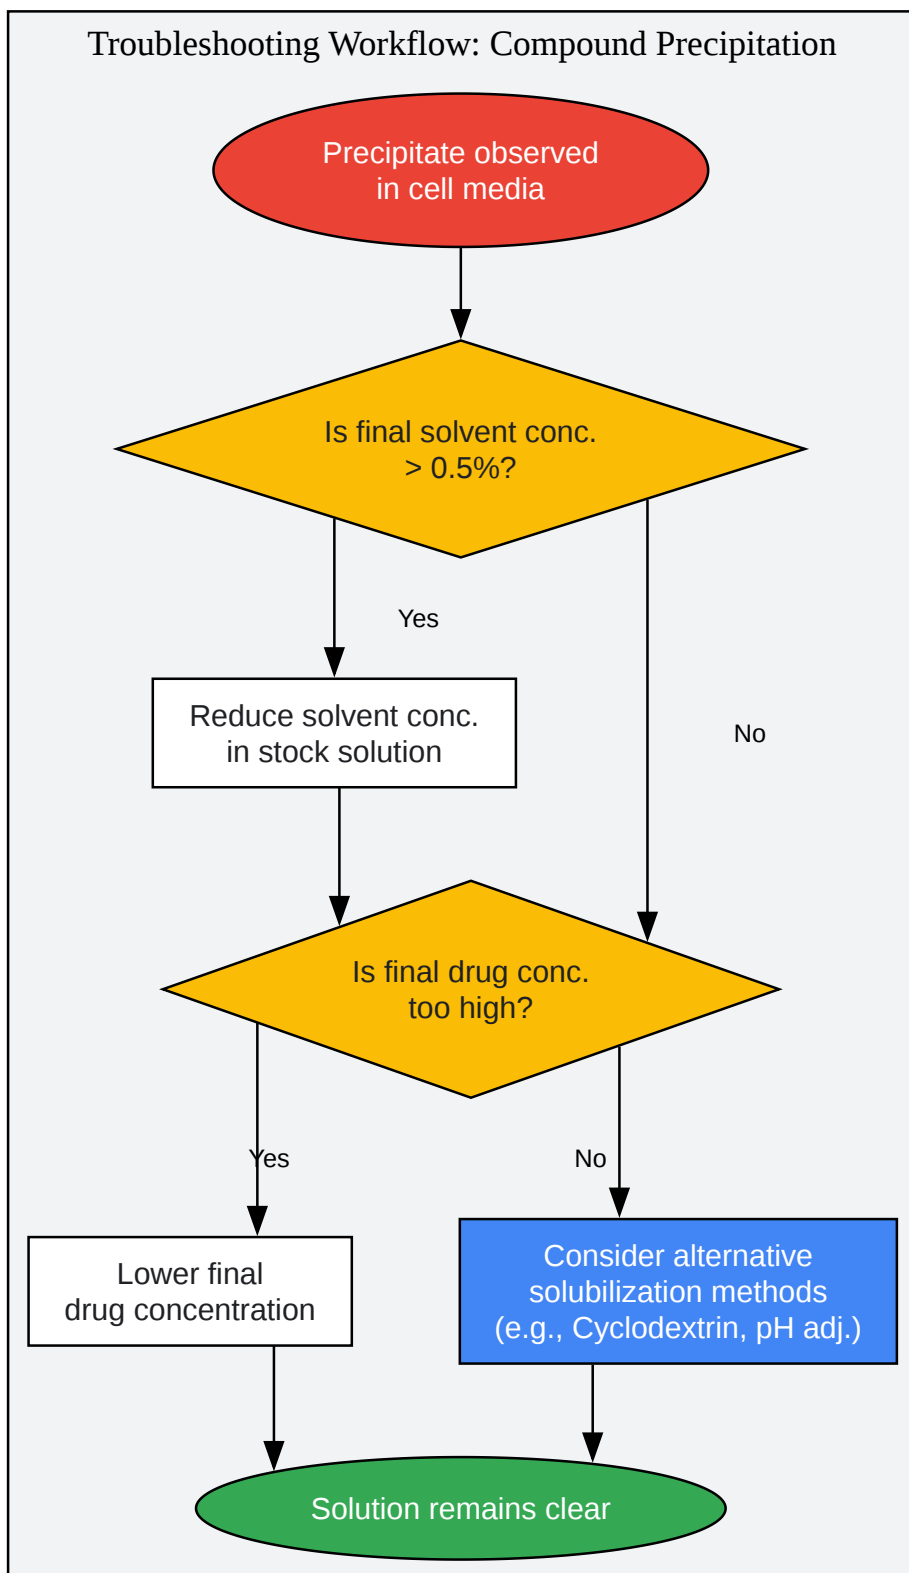 Troubleshooting Workflow: Compound Precipitation
Precipitate observed
in cell media
Is final solvent conc.
> 0.5%?
Yes
Reduce solvent conc.
in stock solution
No
Is final drug conc.
too high?
Yes
No
Lower final
drug concentration
Consider alternative
solubilization methods
(e.g., Cyclodextrin, pH adj.)
Solution remains clear